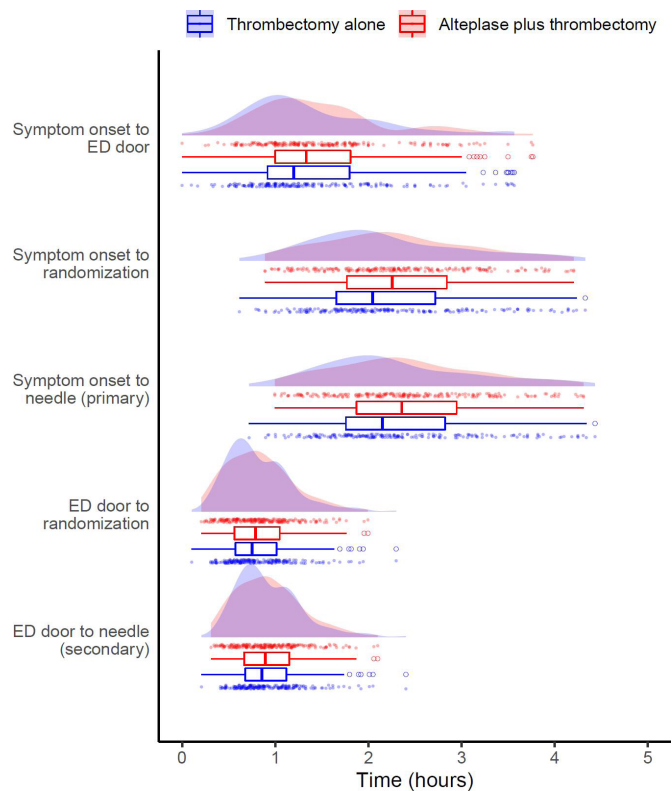 Thrombectomy alone
Alteplase plus thrombectomy
Symptom onset to
ED door
Symptom onset to
randomization
Symptom onset to
needle (primary)
ED door to
randomization
ED door to needle
(secondary)
0 1 2 3 4 5
Time (hours)